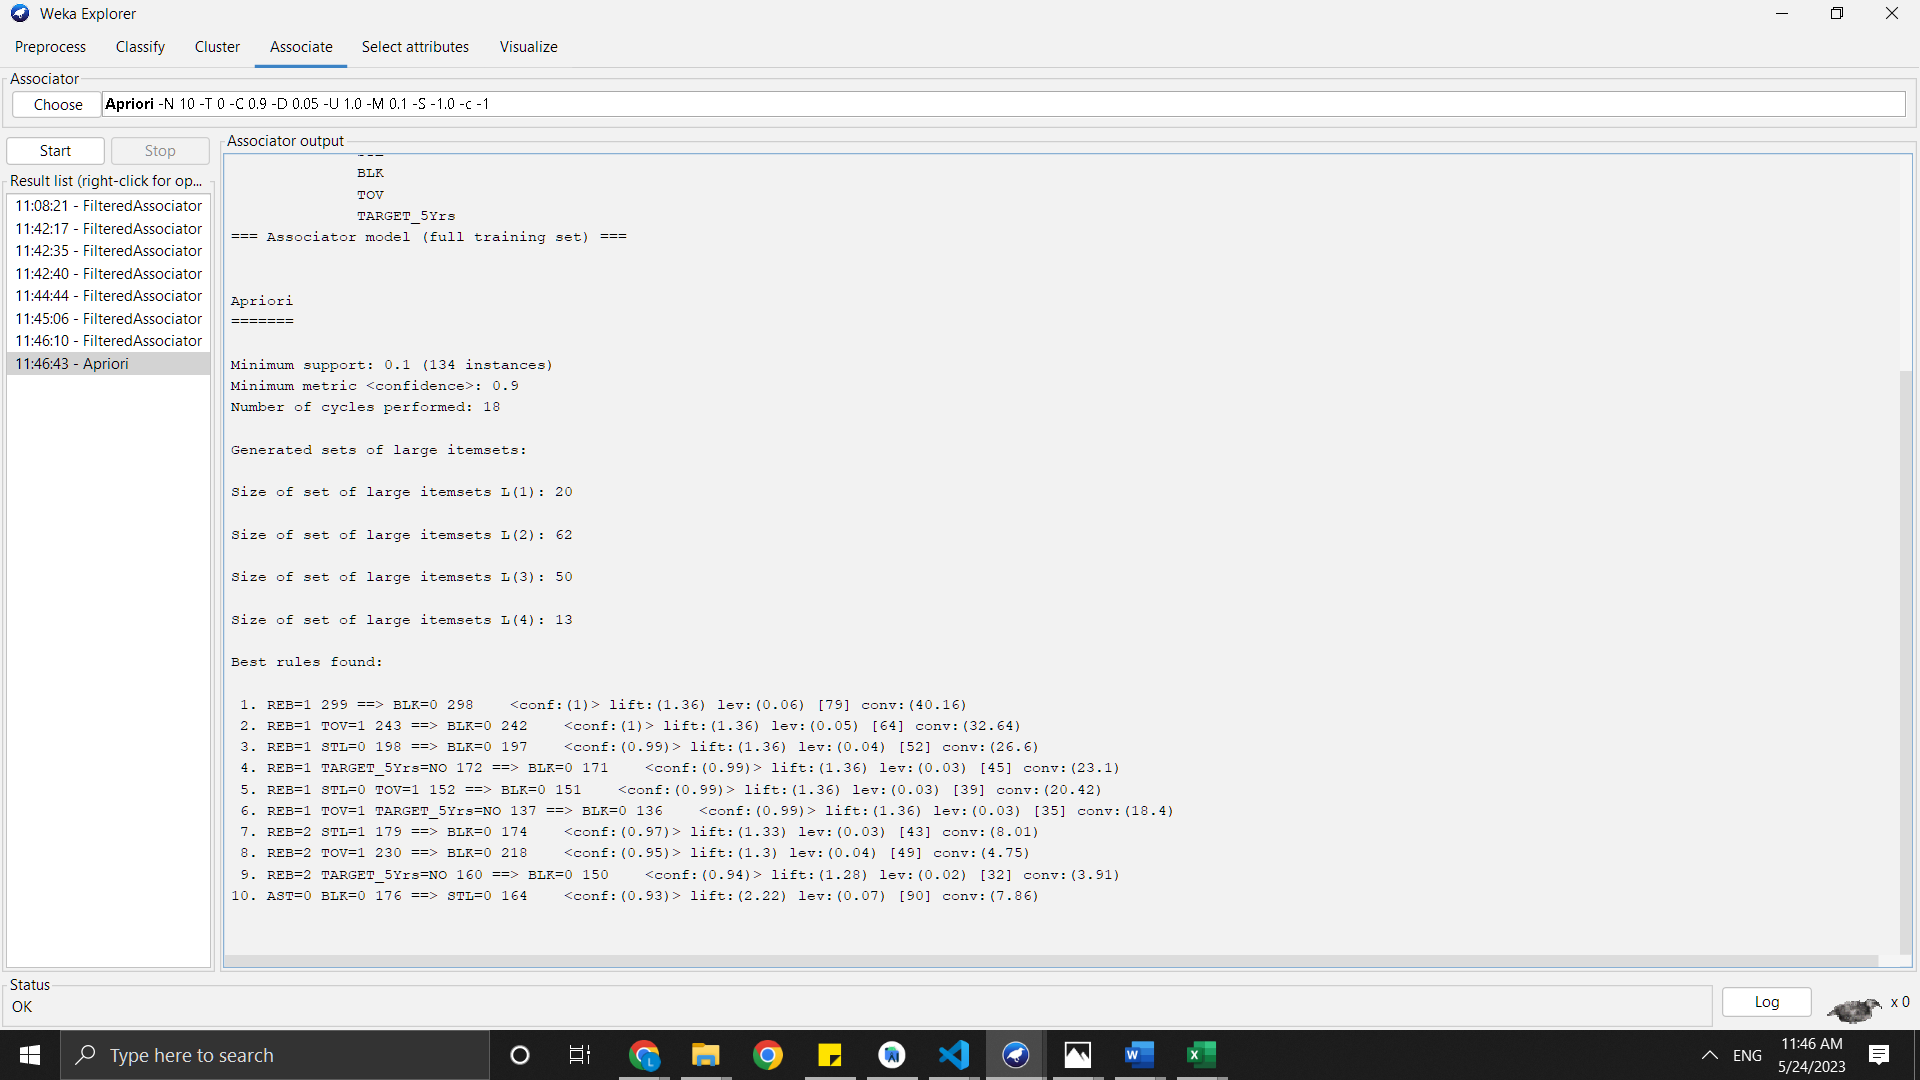 Weka Explorer
Preprocess Classify Cluster Associate Select attributes Visualize
Associator
Choose Apriori -N 10 -T 0 -C 0.9 -D 0.05 -U 1.0 -M 0.1 -S -1.0 -c -1
Start Stop
Result list (right-click for op...
11:08:21 - FilteredAssociator
11:42:17 - FilteredAssociator
11:42:35 - FilteredAssociator
11:42:40 - FilteredAssociator
11:44:44 - FilteredAssociator
11:45:06 - FilteredAssociator
11:46:10 - FilteredAssociator
11:46:43 - Apriori
Associator output
BLK
TOV
TARGET_5Yrs
=== Associator model (full training set) ===
Apriori
=======
Minimum support: 0.1 (134 instances)
Minimum metric <confidence>: 0.9
Number of cycles performed: 18
Generated sets of large itemsets:
Size of set of large itemsets L(1): 20
Size of set of large itemsets L(2): 62
Size of set of large itemsets L(3): 50
Size of set of large itemsets L(4): 13
Best rules found:
1. REB=1 299 ==> BLK=0 298 <conf:(1)> lift:(1.36) lev:(0.06) [79] conv:(40.16)
2. REB=1 TOV=1 243 ==> BLK=0 242 <conf:(1)> lift:(1.36) lev:(0.05) [64] conv:(32.64)
3. REB=1 STL=0 198 ==> BLK=0 197 <conf:(0.99)> lift:(1.36) lev:(0.04) [52] conv:(26.6)
4. REB=1 TARGET_5Yrs=NO 172 ==> BLK=0 171 <conf:(0.99)> lift:(1.36) lev:(0.03) [45] conv:(23.1)
5. REB=1 STL=0 TOV=1 152 ==> BLK=0 151 <conf:(0.99)> lift:(1.36) lev:(0.03) [39] conv:(20.42)
6. REB=1 TOV=1 TARGET_5Yrs=NO 137 ==> BLK=0 136 <conf:(0.99)> lift:(1.36) lev:(0.03) [35] conv:(18.4)
7. REB=2 STL=1 179 ==> BLK=0 174 <conf:(0.97)> lift:(1.33) lev:(0.03) [43] conv:(8.01)
8. REB=2 TOV=1 230 ==> BLK=0 218 <conf:(0.95)> lift:(1.3) lev:(0.04) [49] conv:(4.75)
9. REB=2 TARGET_5Yrs=NO 160 ==> BLK=0 150 <conf:(0.94)> lift:(1.28) lev:(0.02) [32] conv:(3.91)
10. AST=0 BLK=0 176 ==> STL=0 164 <conf:(0.93)> lift:(2.22) lev:(0.07) [90] conv:(7.86)
Status
OK
Log
x 0
Type here to search
ENG
11:46 AM
5/24/2023